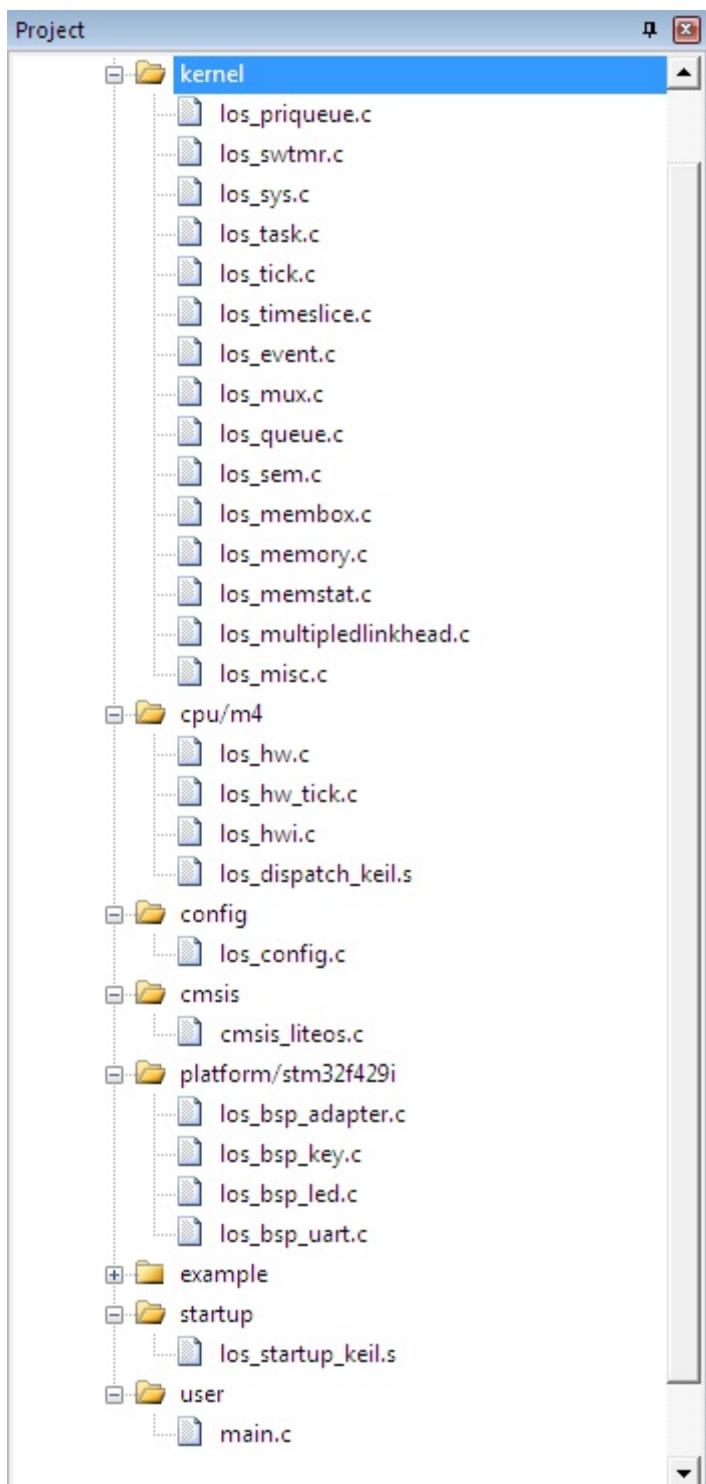 Project
kernel
los_priqueue.c
los_swtmr.c
los_sys.c
los_task.c
los_tick.c
los_timeslice.c
los_event.c
los_mux.c
los_queue.c
los_sem.c
los_membox.c
los_memory.c
los_memstat.c
los_multipledlinkhead.c
los_misc.c
cpu/m4
los_hw.c
los_hw_tick.c
los_hwi.c
los_dispatch_keil.s
config
los_config.c
cmsis
cmsis_liteos.c
platform/stm32f429i
los_bsp_adapter.c
los_bsp_key.c
los_bsp_led.c
los_bsp_uart.c
example
startup
los_startup_keil.s
user
main.c